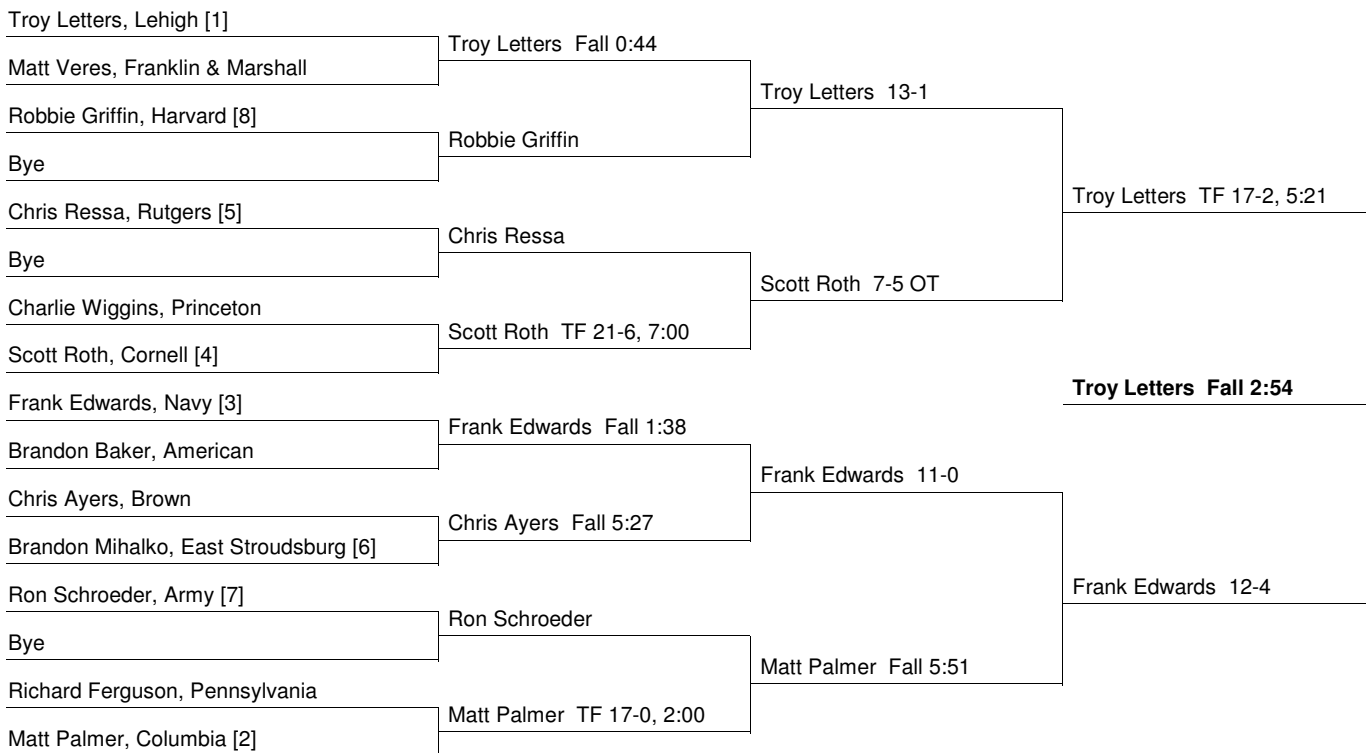 Troy Letters, Lehigh [1]
Matt Veres, Franklin & Marshall
Robbie Griffin, Harvard [8]
Bye
Chris Ressa, Rutgers [5]
Bye
Charlie Wiggins, Princeton
Scott Roth, Cornell [4]
Frank Edwards, Navy [3]
Brandon Baker, American
Chris Ayers, Brown
Brandon Mihalko, East Stroudsburg [6]
Ron Schroeder, Army [7]
Bye
Richard Ferguson, Pennsylvania
Matt Palmer, Columbia [2]
Troy Letters Fall 0:44
Robbie Griffin
Chris Ressa
Scott Roth TF 21-6, 7:00
Frank Edwards Fall 1:38
Chris Ayers Fall 5:27
Ron Schroeder
Matt Palmer TF 17-0, 2:00
Troy Letters 13-1
Scott Roth 7-5 OT
Frank Edwards 11-0
Matt Palmer Fall 5:51
Troy Letters TF 17-2, 5:21
Troy Letters Fall 2:54
Frank Edwards 12-4